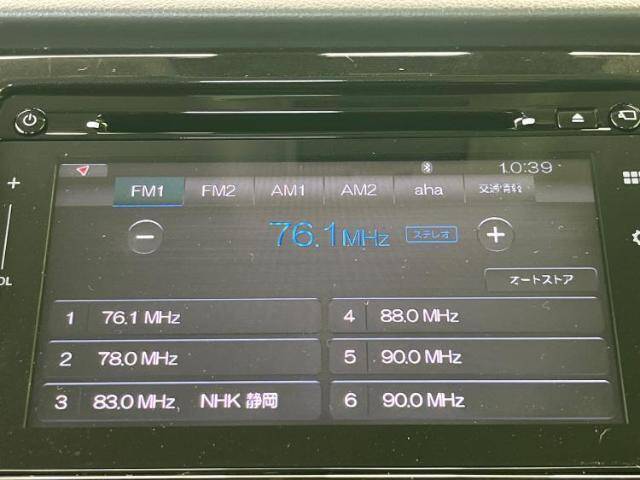 10:39
FM1 FM2 AM1 AM2 aha 交通情報
76.1MHz ステレオ
オートストア
1 76.1 MHz
2 78.0 MHz
3 83.0 MHz NHK 静岡
4 88.0 MHz
5 90.0 MHz
6 90.0 MHz